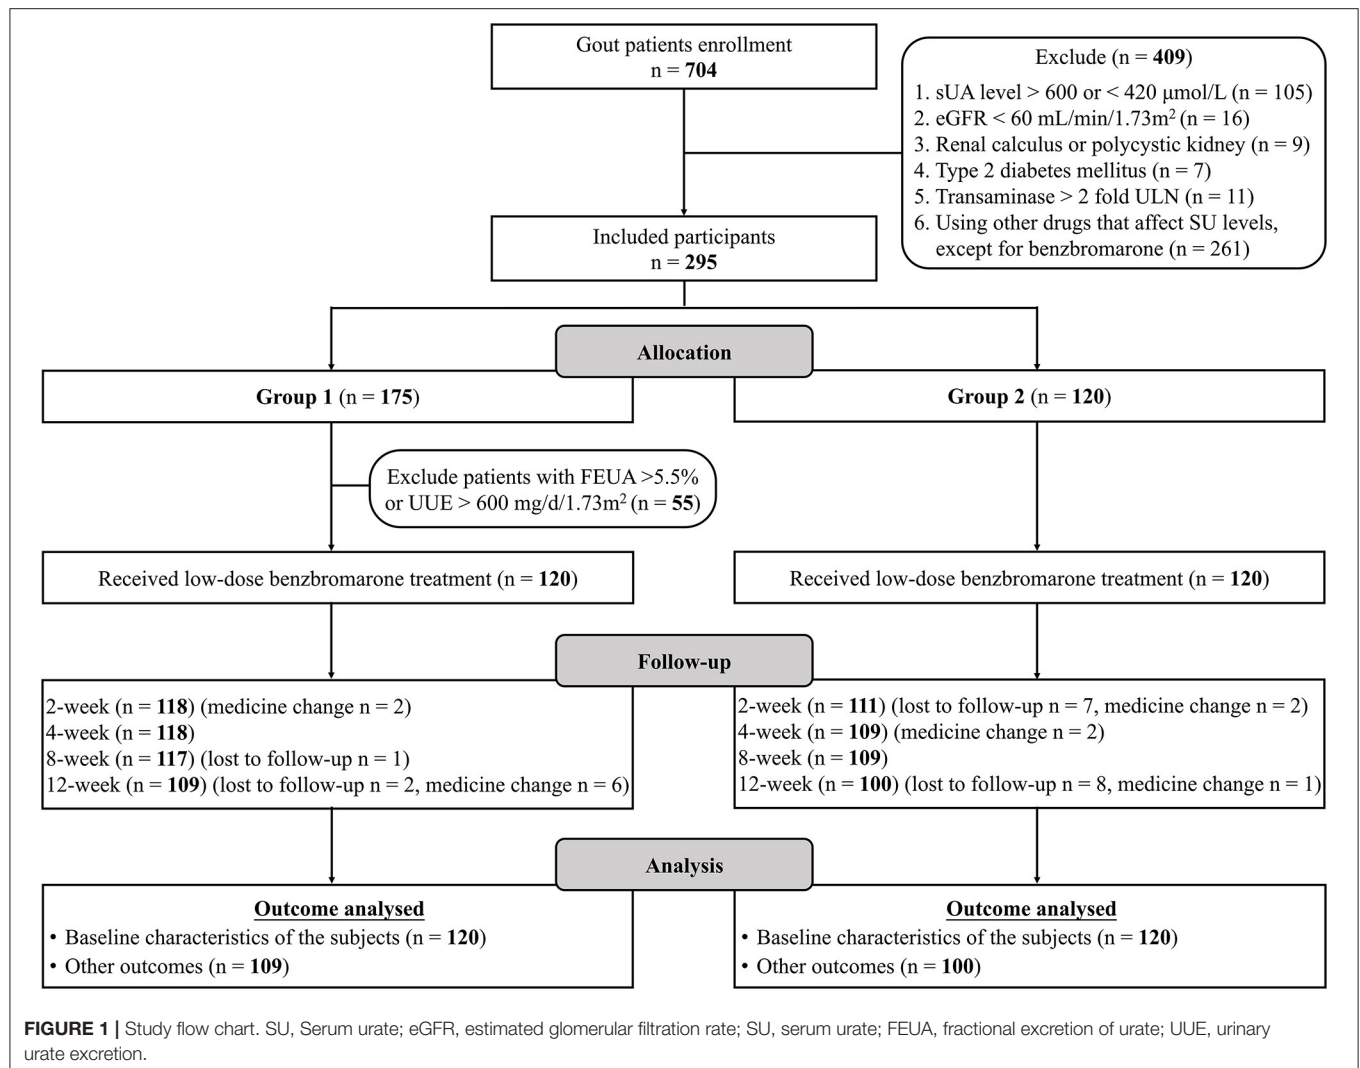 Gout patients enrollment
n = 704
Exclude (n = 409)
1. sUA level > 600 or < 420 μmol/L (n = 105)
2. eGFR < 60 mL/min/1.73m² (n = 16)
3. Renal calculus or polycystic kidney (n = 9)
4. Type 2 diabetes mellitus (n = 7)
5. Transaminase > 2 fold ULN (n = 11)
6. Using other drugs that affect SU levels,
except for benzbromarone (n = 261)
Included participants
n = 295
Allocation
Group 1 (n = 175)
Group 2 (n = 120)
Exclude patients with FEUA >5.5%
or UUE > 600 mg/d/1.73m² (n = 55)
Received low-dose benzbromarone treatment (n = 120)
Received low-dose benzbromarone treatment (n = 120)
Follow-up
2-week (n = 118) (medicine change n = 2)
4-week (n = 118)
8-week (n = 117) (lost to follow-up n = 1)
12-week (n = 109) (lost to follow-up n = 2, medicine change n = 6)
2-week (n = 111) (lost to follow-up n = 7, medicine change n = 2)
4-week (n = 109) (medicine change n = 2)
8-week (n = 109)
12-week (n = 100) (lost to follow-up n = 8, medicine change n = 1)
Analysis
Outcome analysed
• Baseline characteristics of the subjects (n = 120)
• Other outcomes (n = 109)
Outcome analysed
• Baseline characteristics of the subjects (n = 120)
• Other outcomes (n = 100)
FIGURE 1 | Study flow chart. SU, Serum urate; eGFR, estimated glomerular filtration rate; SU, serum urate; FEUA, fractional excretion of urate; UUE, urinary
urate excretion.